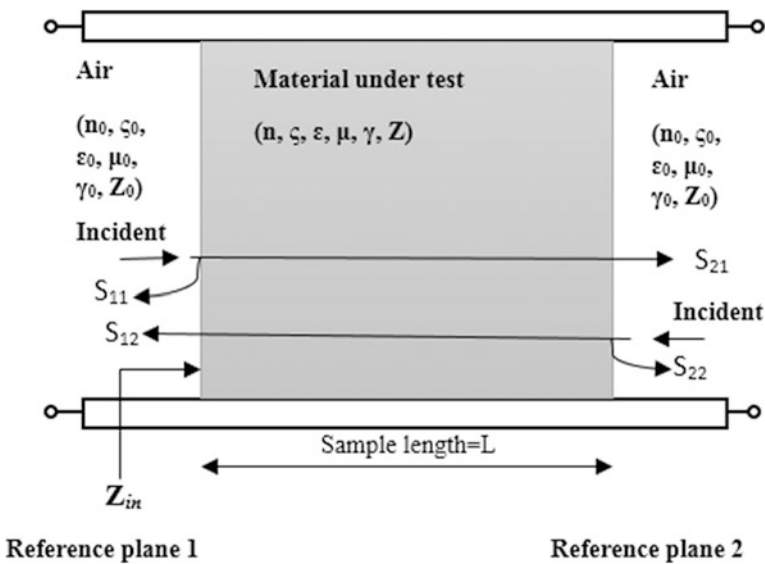 Air
(n₀, ς₀,
ε₀, μ₀,
γ₀, Z₀)
Material under test
(n, ς, ε, μ, γ, Z)
Air
(n₀, ς₀,
ε₀, μ₀,
γ₀, Z₀)
Incident
S₂₁
S₁₁
Incident
S₁₂
S₂₂
Sample length=L
Zᵢₙ
Reference plane 1
Reference plane 2